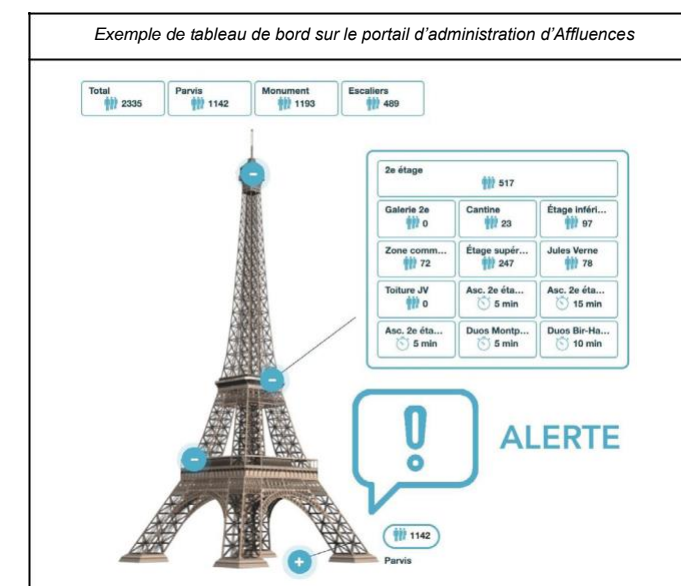 Exemple de tableau de bord sur le portail d'administration d'Affluences
Total
2335
Parvis
1142
Monument
1193
Escaliers
489
2e étage
517
Galerie 2e
0
Cantine
23
Étage inféri...
97
Zone comm...
72
Étage supér...
247
Jules Verne
78
Toiture JV
0
Asc. 2e éta...
5 min
Asc. 2e éta...
15 min
Asc. 2e éta...
5 min
Duos Montp...
5 min
Duos Bir-Ha...
10 min
!
ALERTE
1142
Parvis